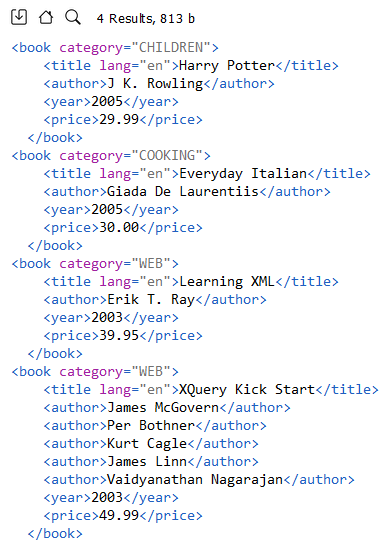 4 Results, 813 b
<book category="CHILDREN">
<title lang="en">Harry Potter</title>
<author>J K. Rowling</author>
<year>2005</year>
<price>29.99</price>
</book>
<book category="COOKING">
<title lang="en">Everyday Italian</title>
<author>Giada De Laurentiis</author>
<year>2005</year>
<price>30.00</price>
</book>
<book category="WEB">
<title lang="en">Learning XML</title>
<author>Erik T. Ray</author>
<year>2003</year>
<price>39.95</price>
</book>
<book category="WEB">
<title lang="en">XQuery Kick Start</title>
<author>James McGovern</author>
<author>Per Bothner</author>
<author>Kurt Cagle</author>
<author>James Linn</author>
<author>Vaidyanathan Nagarajan</author>
<year>2003</year>
<price>49.99</price>
</book>